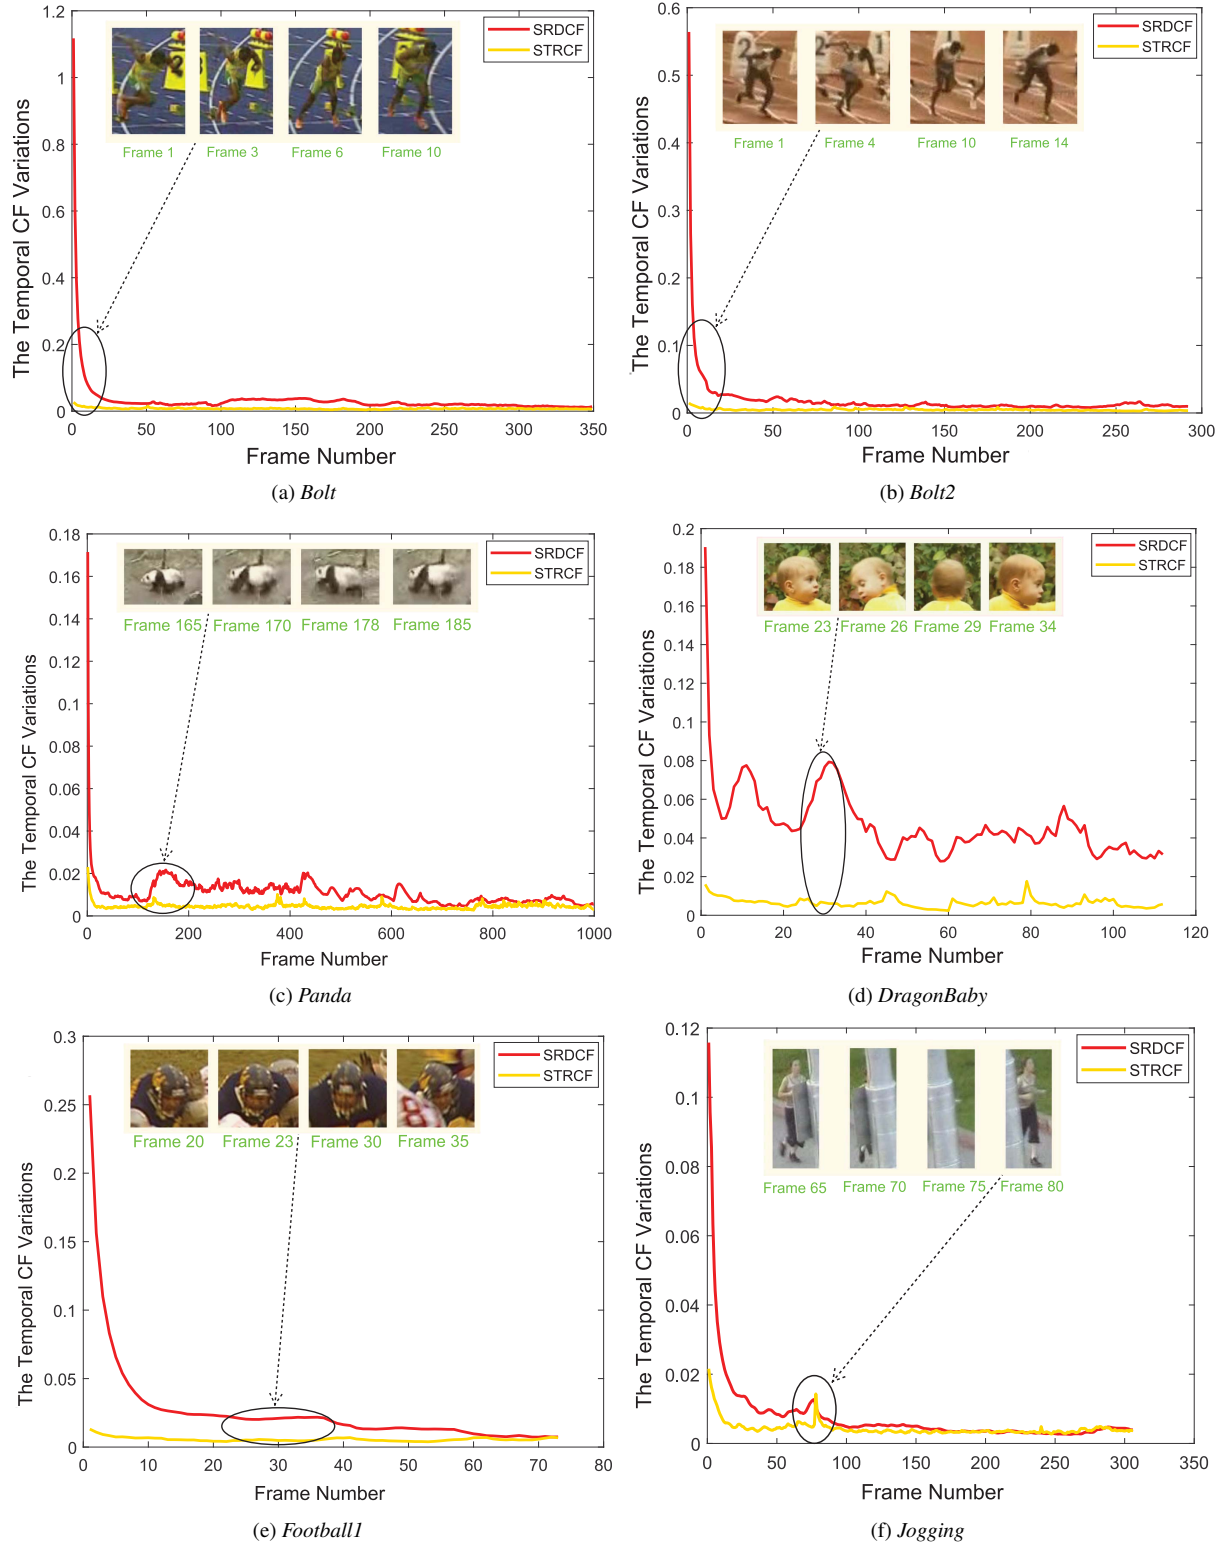 The Temporal CF Variations
1.2
1
0.8
0.6
0.4
0.2
0
SRDCF
STRCF
Frame 1 Frame 3 Frame 6 Frame 10
0 50 100 150 200 250 300 350
Frame Number
(a) Bolt
The Temporal CF Variations
0.6
0.5
0.4
0.3
0.2
0.1
0
SRDCF
STRCF
Frame 1 Frame 4 Frame 10 Frame 14
0 50 100 150 200 250 300
Frame Number
(b) Bolt2
The Temporal CF Variations
0.18
0.16
0.14
0.12
0.1
0.08
0.06
0.04
0.02
0
SRDCF
STRCF
Frame 165 Frame 170 Frame 178 Frame 185
0 200 400 600 800 1000
Frame Number
(c) Panda
The Temporal CF Variations
0.2
0.18
0.16
0.14
0.12
0.1
0.08
0.06
0.04
0.02
0
SRDCF
STRCF
Frame 23 Frame 26 Frame 29 Frame 34
0 20 40 60 80 100 120
Frame Number
(d) DragonBaby
The Temporal CF Variations
0.3
0.25
0.2
0.15
0.1
0.05
0
SRDCF
STRCF
Frame 20 Frame 23 Frame 30 Frame 35
0 10 20 30 40 50 60 70 80
Frame Number
(e) Football1
The Temporal CF Variations
0.12
0.1
0.08
0.06
0.04
0.02
0
SRDCF
STRCF
Frame 65 Frame 70 Frame 75 Frame 80
0 50 100 150 200 250 300 350
Frame Number
(f) Jogging